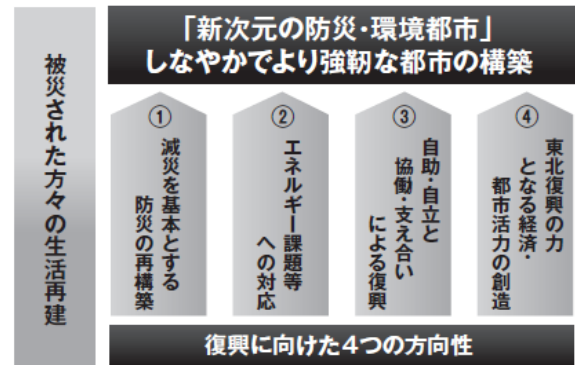 被災された方々の生活再建
「新次元の防災・環境都市」
しなやかでより強靭な都市の構築
①
減災を基本とする
防災の再構築
②
エネルギー課題等
への対応
③
自助・自立と
協働・支え合い
による復興
④
東北復興の力
となる経済・
都市活力の創造
復興に向けた4つの方向性